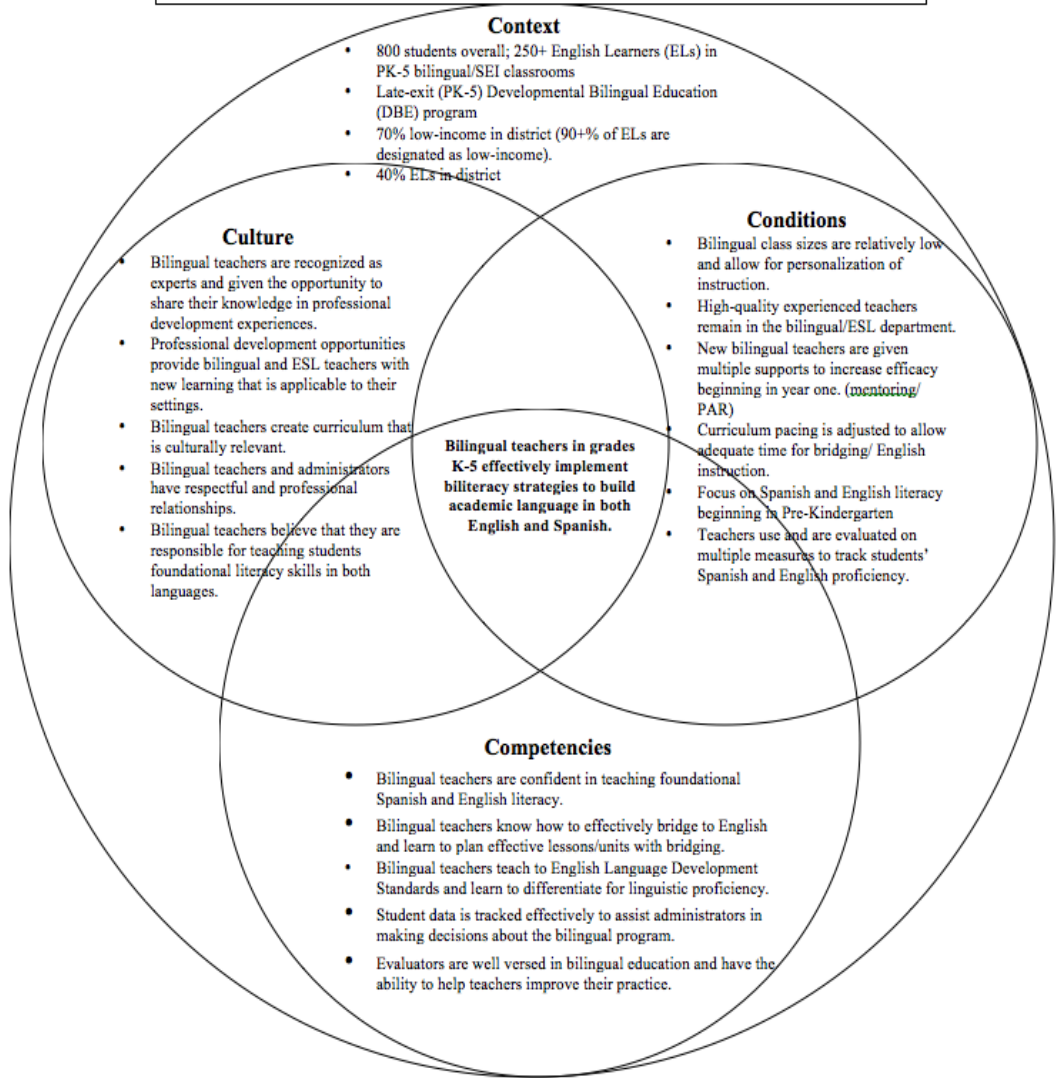 Context
• 800 students overall; 250+ English Learners (ELs) in
PK-5 bilingual/SEI classrooms
• Late-exit (PK-5) Developmental Bilingual Education
(DBE) program
• 70% low-income in district (90+% of ELs are
designated as low-income).
• 40% ELs in district
Culture
• Bilingual teachers are recognized as
experts and given the opportunity to
share their knowledge in professional
development experiences.
• Professional development opportunities
provide bilingual and ESL teachers with
new learning that is applicable to their
settings.
• Bilingual teachers create curriculum that
is culturally relevant.
• Bilingual teachers and administrators
have respectful and professional
relationships.
• Bilingual teachers believe that they are
responsible for teaching students
foundational literacy skills in both
languages.
Conditions
• Bilingual class sizes are relatively low
and allow for personalization of
instruction.
• High-quality experienced teachers
remain in the bilingual/ESL department.
• New bilingual teachers are given
multiple supports to increase efficacy
beginning in year one. (mentoring/
PAR)
• Curriculum pacing is adjusted to allow
adequate time for bridging/ English
instruction.
• Focus on Spanish and English literacy
beginning in Pre-Kindergarten
• Teachers use and are evaluated on
multiple measures to track students'
Spanish and English proficiency.
Bilingual teachers in grades
K-5 effectively implement
biliteracy strategies to build
academic language in both
English and Spanish.
Competencies
• Bilingual teachers are confident in teaching foundational
Spanish and English literacy.
• Bilingual teachers know how to effectively bridge to English
and learn to plan effective lessons/units with bridging.
• Bilingual teachers teach to English Language Development
Standards and learn to differentiate for linguistic proficiency.
• Student data is tracked effectively to assist administrators in
making decisions about the bilingual program.
• Evaluators are well versed in bilingual education and have the
ability to help teachers improve their practice.